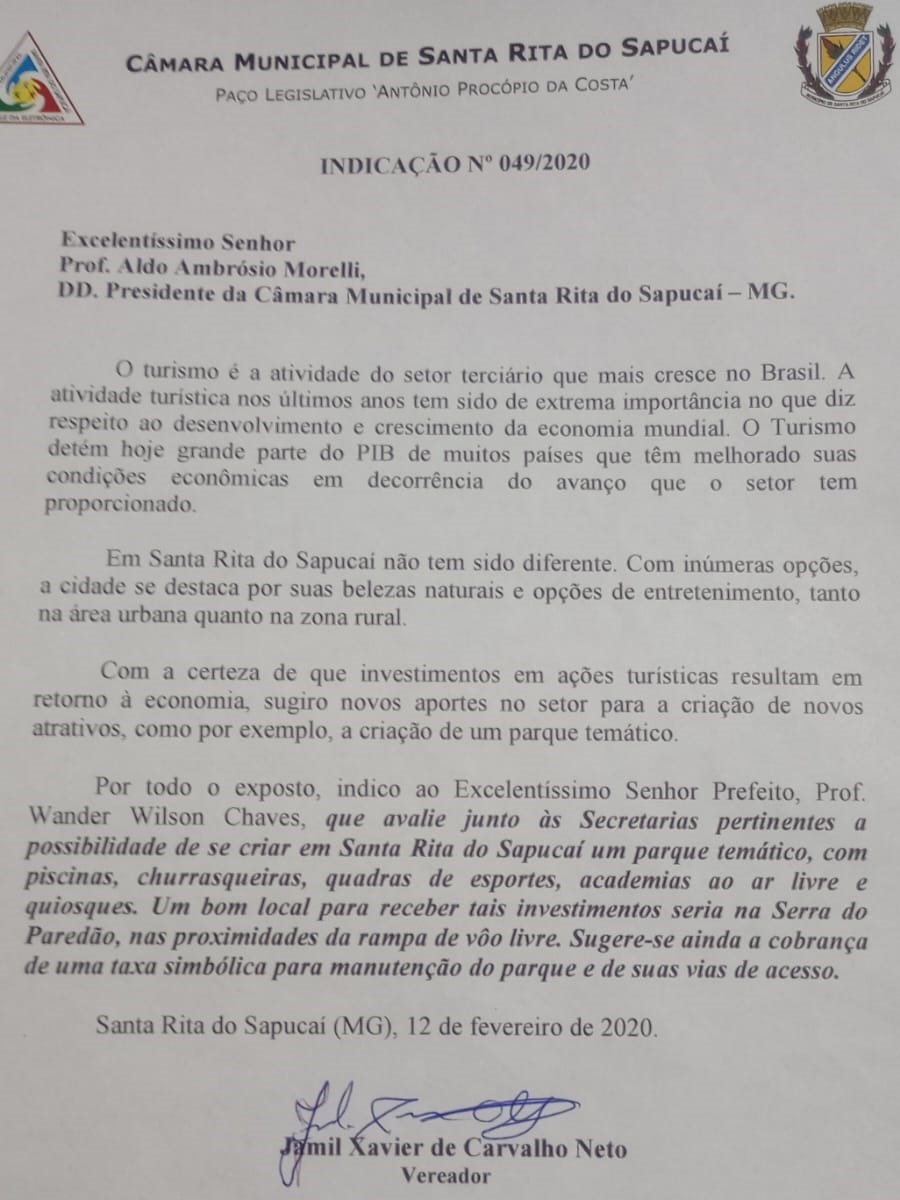 CÂMARA MUNICIPAL DE SANTA RITA DO SAPUCAÍ
PAÇO LEGISLATIVO ‘ANTÔNIO PROCÓPIO DA COSTA’
ANGULUS RIDET
MUNICÍPIO DE SANTA RITA DO SAPUCAÍ
INDICAÇÃO Nº 049/2020
Excelentíssimo Senhor
Prof. Aldo Ambrósio Morelli,
DD. Presidente da Câmara Municipal de Santa Rita do Sapucaí – MG.
O turismo é a atividade do setor terciário que mais cresce no Brasil. A
atividade turística nos últimos anos tem sido de extrema importância no que diz
respeito ao desenvolvimento e crescimento da economia mundial. O Turismo
detém hoje grande parte do PIB de muitos países que têm melhorado suas
condições econômicas em decorrência do avanço que o setor tem
proporcionado.
Em Santa Rita do Sapucaí não tem sido diferente. Com inúmeras opções,
a cidade se destaca por suas belezas naturais e opções de entretenimento, tanto
na área urbana quanto na zona rural.
Com a certeza de que investimentos em ações turísticas resultam em
retorno à economia, sugiro novos aportes no setor para a criação de novos
atrativos, como por exemplo, a criação de um parque temático.
Por todo o exposto, indico ao Excelentíssimo Senhor Prefeito, Prof.
Wander Wilson Chaves, que avalie junto às Secretarias pertinentes a
possibilidade de se criar em Santa Rita do Sapucaí um parque temático, com
piscinas, churrasqueiras, quadras de esportes, academias ao ar livre e
quiosques. Um bom local para receber tais investimentos seria na Serra do
Paredão, nas proximidades da rampa de vôo livre. Sugere-se ainda a cobrança
de uma taxa simbólica para manutenção do parque e de suas vias de acesso.
Santa Rita do Sapucaí (MG), 12 de fevereiro de 2020.
Jamil Xavier de Carvalho Neto
Vereador